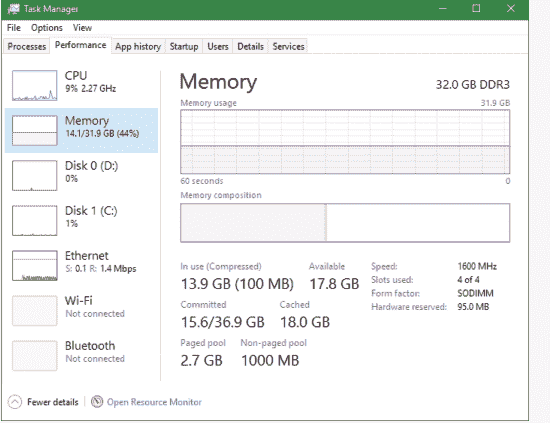 Task Manager
File Options View
Processes Performance App history Startup Users Details Services
CPU
9% 2.27 GHz
Memory
14.1/31.9 GB (44%)
Disk 0 (D:)
0%
Disk 1 (C:)
1%
Ethernet
S: 0.1 R: 1.4 Mbps
Wi-Fi
Not connected
Bluetooth
Not connected
Memory 32.0 GB DDR3
Memory usage 31.9 GB
60 seconds 0
Memory composition
In use (Compressed) Available
13.9 GB (100 MB) 17.8 GB
Committed Cached
15.6/36.9 GB 18.0 GB
Paged pool Non-paged pool
2.7 GB 1000 MB
Speed: 1600 MHz
Slots used: 4 of 4
Form factor: SODIMM
Hardware reserved: 95.0 MB
Fewer details Open Resource Monitor